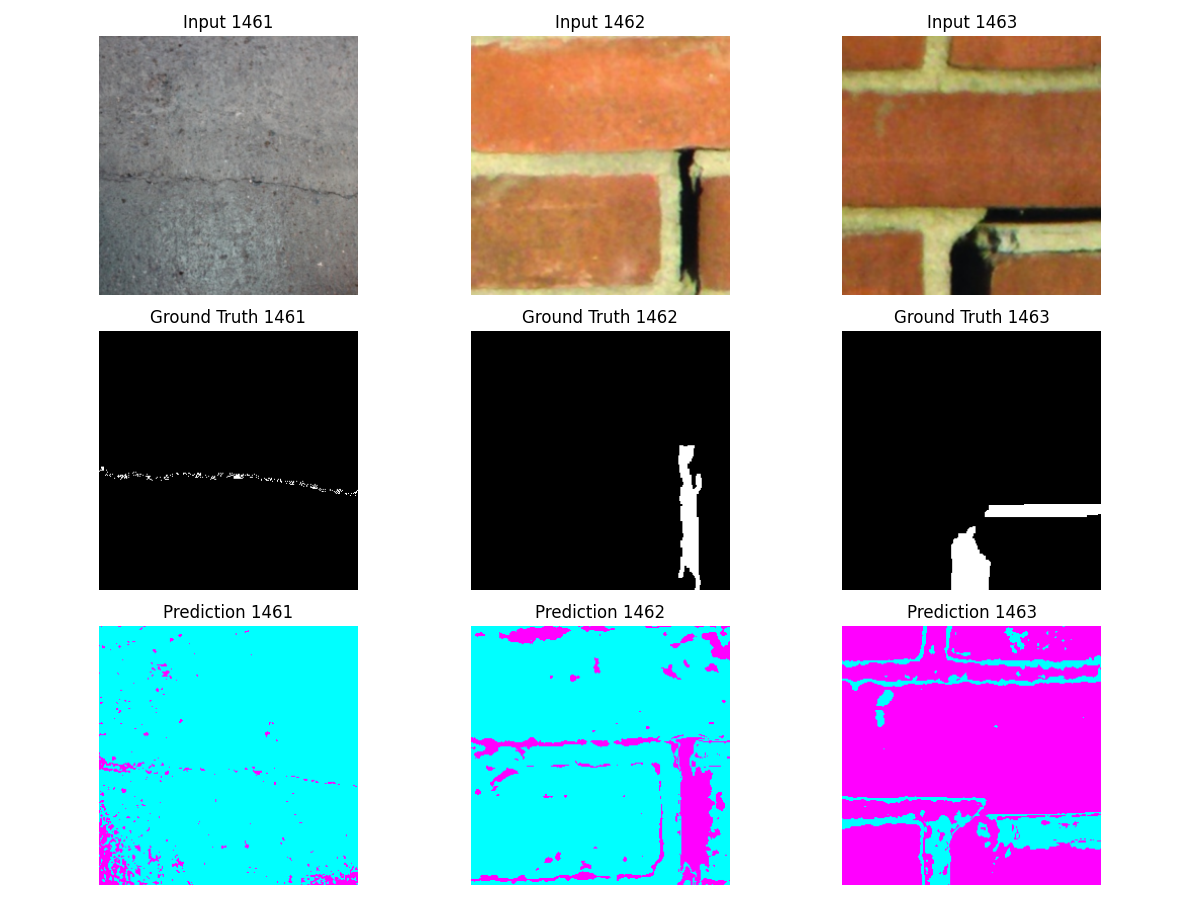 Input 1461
Input 1462
Input 1463
Ground Truth 1461
Ground Truth 1462
Ground Truth 1463
Prediction 1461
Prediction 1462
Prediction 1463